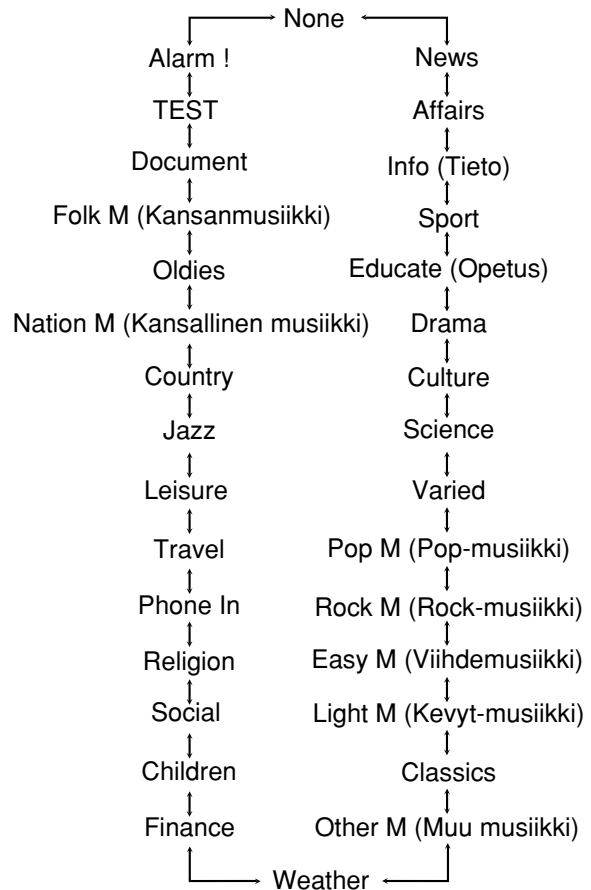 None
Alarm !
TEST
Document
Folk M (Kansanmusiikki)
Oldies
Nation M (Kansallinen musiikki)
Country
Jazz
Leisure
Travel
Phone In
Religion
Social
Children
Finance
News
Affairs
Info (Tieto)
Sport
Educate (Opetus)
Drama
Culture
Science
Varied
Pop M (Pop-musiikki)
Rock M (Rock-musiikki)
Easy M (Viihdemusiikki)
Light M (Kevyt-musiikki)
Classics
Other M (Muu musiikki)
Weather